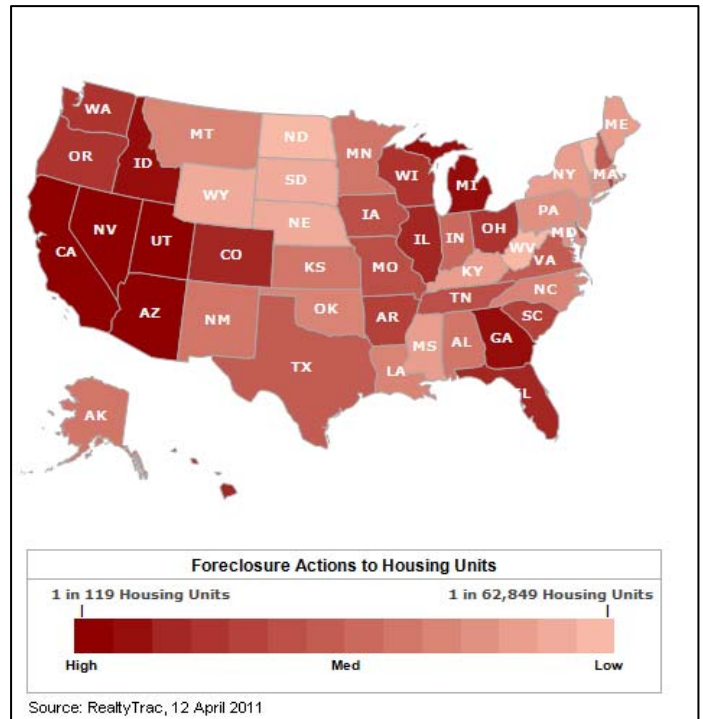 WA
ME
MT
ND
MN
OR
ID
WI
NY
MA
SD
MI
WY
PA
IA
NE
OH
NV
IL
IN
MD
UT
WV
CA
CO
VA
KS
MO
KY
NC
TN
OK
AZ
NM
AR
SC
MS
AL
GA
TX
LA
L
AK
Foreclosure Actions to Housing Units
1 in 119 Housing Units 1 in 62,849 Housing Units
High Med Low
Source: RealtyTrac, 12 April 2011